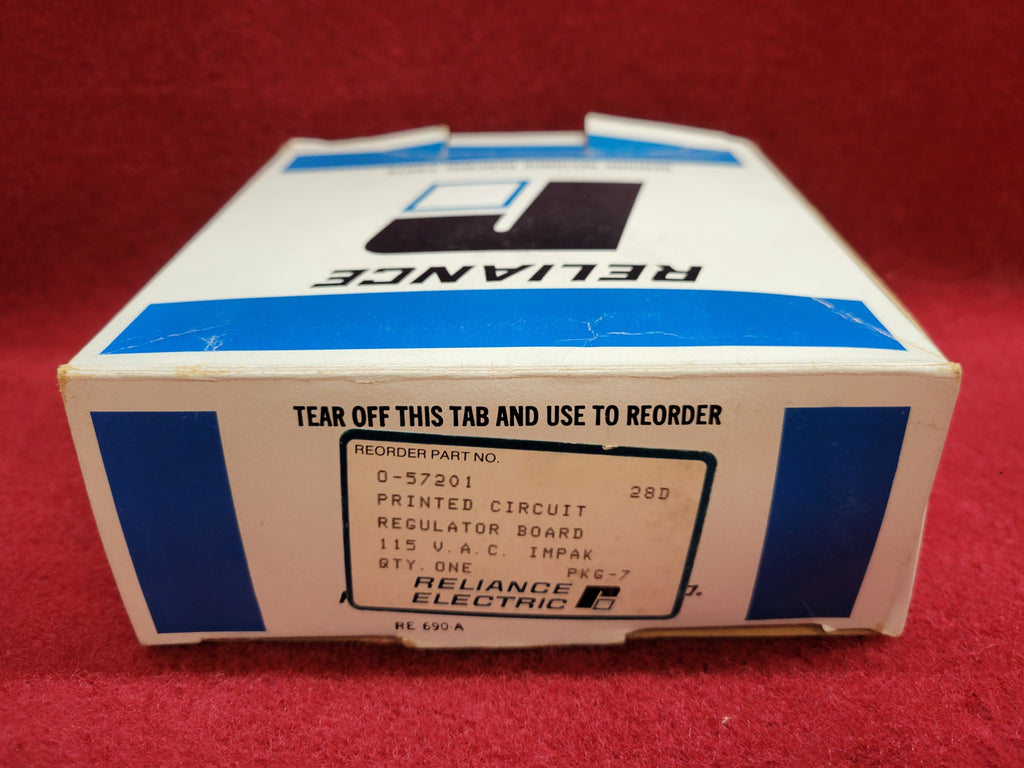 RELIANCE
TEAR OFF THIS TAB AND USE TO REORDER
REORDER PART NO.
0-57201 28D
PRINTED CIRCUIT
REGULATOR BOARD
115 V.A.C. IMPAK
QTY. ONE PKG-7
RELIANCE
ELECTRIC
RE 690-A